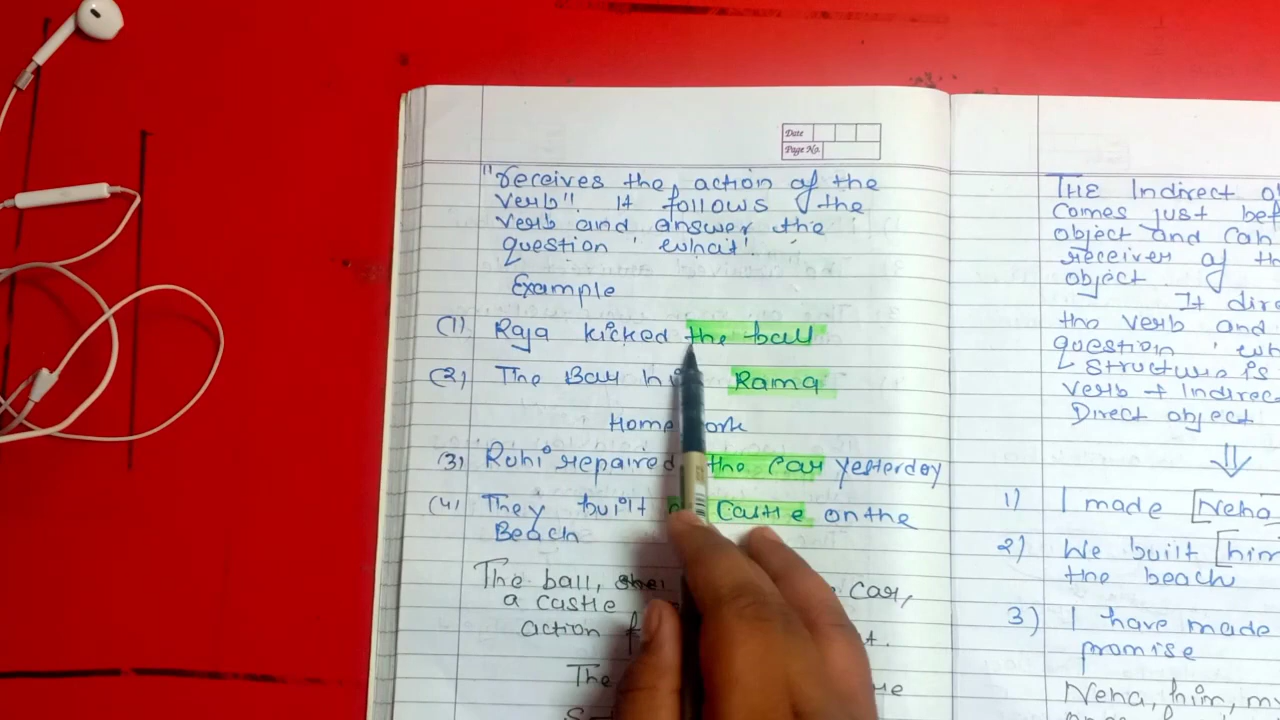 Date
Page No.
"receives the action of the
verb". It follows the
verb and answer the
question 'what'.
Example
(1) Raja kicked the ball
(2) The Boy Rama
Home
(3) Rohi repaired the car yesterday
(4) They built a Castle on the
Beach
The ball, car,
a castle
action
The
THE Indirect
Comes just
object and can
receiver of
object
It
the verb and
question
Structure is
Verb +
Direct object
⇓
1) I made [Neha
2) We built [him
the beach
3) I have made
promise
Neha, him,